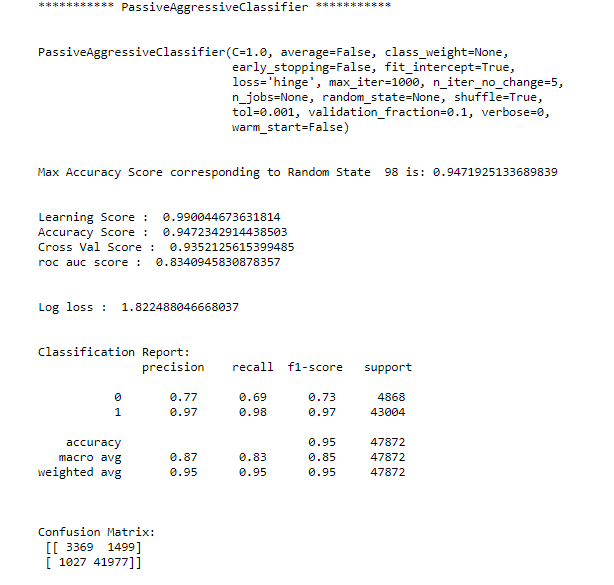 *********** PassiveAggressiveClassifier ***********
PassiveAggressiveClassifier(C=1.0, average=False, class_weight=None,
early_stopping=False, fit_intercept=True,
loss='hinge', max_iter=1000, n_iter_no_change=5,
n_jobs=None, random_state=None, shuffle=True,
tol=0.001, validation_fraction=0.1, verbose=0,
warm_start=False)
Max Accuracy Score corresponding to Random State  98 is: 0.9471925133689839
Learning Score :  0.990044673631814
Accuracy Score :  0.9472342914438503
Cross Val Score :  0.9352125615399485
roc auc score :  0.8340945830878357
Log loss :  1.822488046668037
Classification Report:
precision    recall  f1-score   support
0       0.77      0.69      0.73      4868
1       0.97      0.98      0.97     43004
accuracy                           0.95     47872
macro avg       0.87      0.83      0.85     47872
weighted avg       0.95      0.95      0.95     47872
Confusion Matrix:
[[ 3369  1499]
[ 1027 41977]]